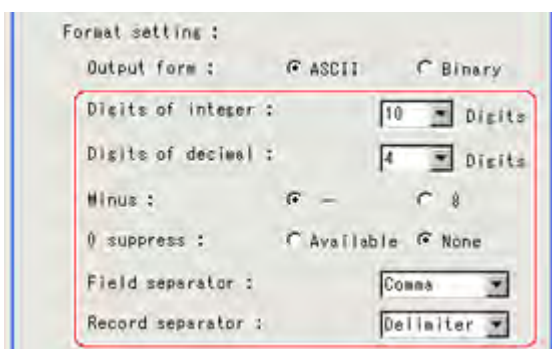 Format setting :
Output form : ASCII Binary
Digits of integer : 10 Digits
Digits of decimal : 4 Digits
Minus : - 8
0 suppress : Available None
Field separator : Comma
Record separator : Delimiter